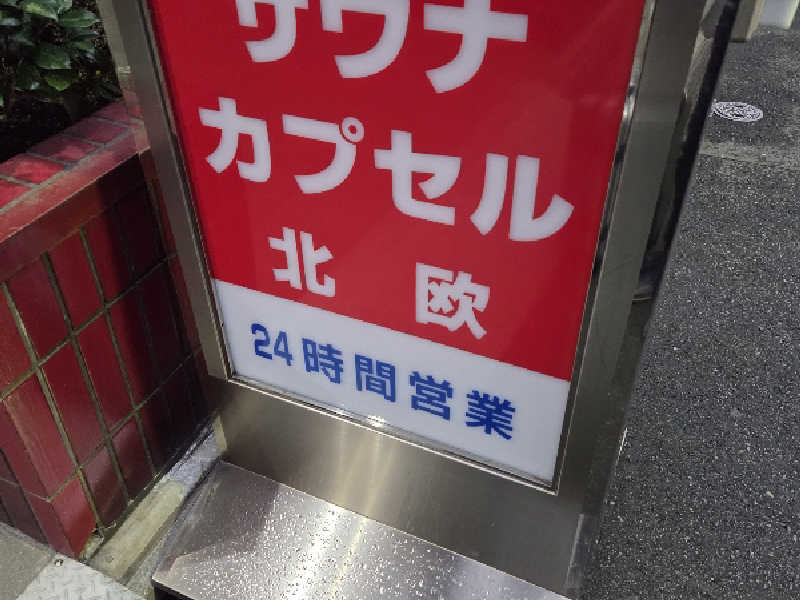 サウナ
カプセル
北欧
24時間営業